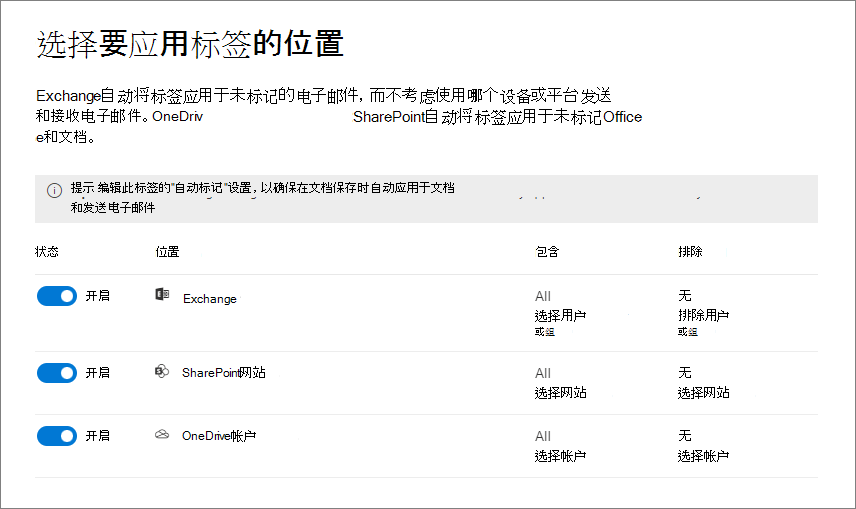 选择要应用标签的位置
Exchange自动将标签应用于未标记的电子邮件，而不考虑使用哪个设备或平台发送
和接收电子邮件。OneDriv SharePoint自动将标签应用于未标记Office
e和文档。
提示 编辑此标签的"自动标记"设置，以确保在文档保存时自动应用于文档
和发送电子邮件
状态 位置 包含 排除
开启 Exchange All 无
选择用户 排除用户
或组 或组
开启 SharePoint网站 All 无
选择网站 选择网站
开启 OneDrive帐户 All 无
选择帐户 选择帐户